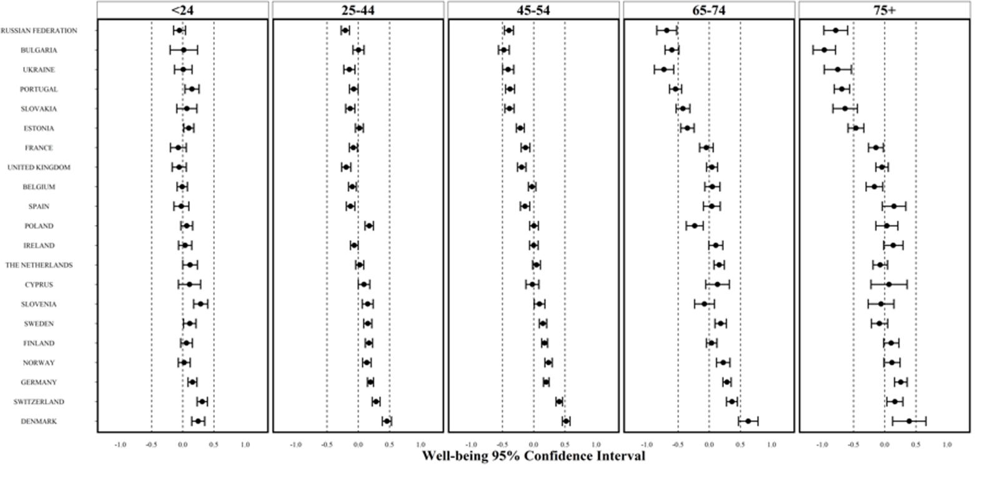 <24 25-44 45-54 65-74 75+
RUSSIAN FEDERATION
BULGARIA
UKRAINE
PORTUGAL
SLOVAKIA
ESTONIA
FRANCE
UNITED KINGDOM
BELGIUM
SPAIN
POLAND
IRELAND
THE NETHERLANDS
CYPRUS
SLOVENIA
SWEDEN
FINLAND
NORWAY
GERMANY
SWITZERLAND
DENMARK
-1.0 -0.5 0.0 0.5 1.0 -1.0 -0.5 0.0 0.5 1.0 -1.0 -0.5 0.0 0.5 1.0 -1.0 -0.5 0.0 0.5 1.0 -1.0 -0.5 0.0 0.5 1.0
Well-being 95% Confidence Interval